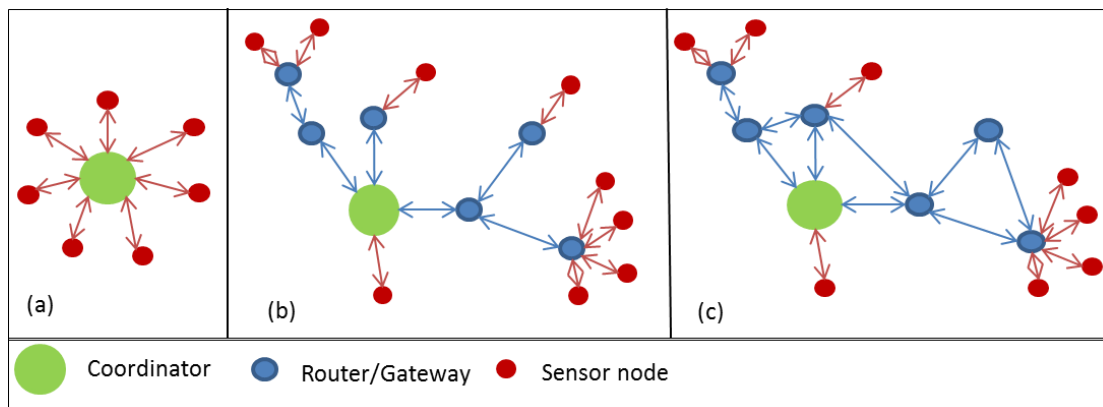 (a)
(b)
(c)
Coordinator
Router/Gateway
Sensor node